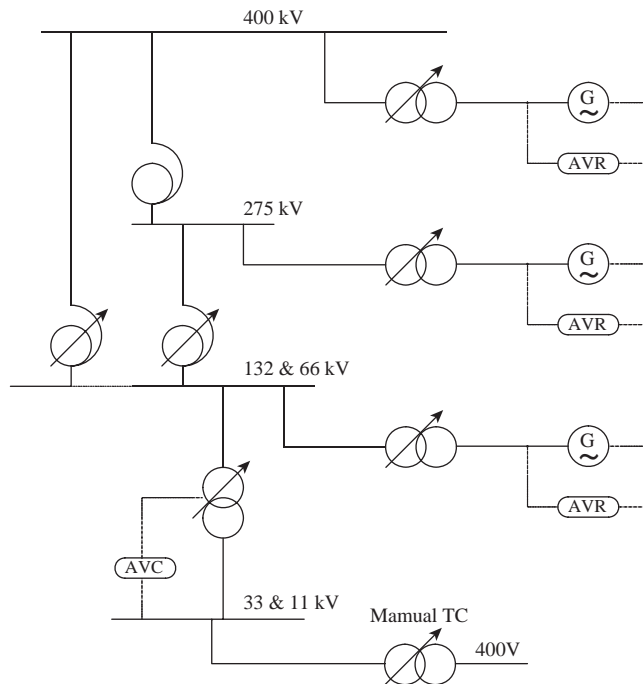 400 kV
G
~
AVR
275 kV
G
~
AVR
132 & 66 kV
G
~
AVR
AVC
33 & 11 kV
Mamual TC
400V